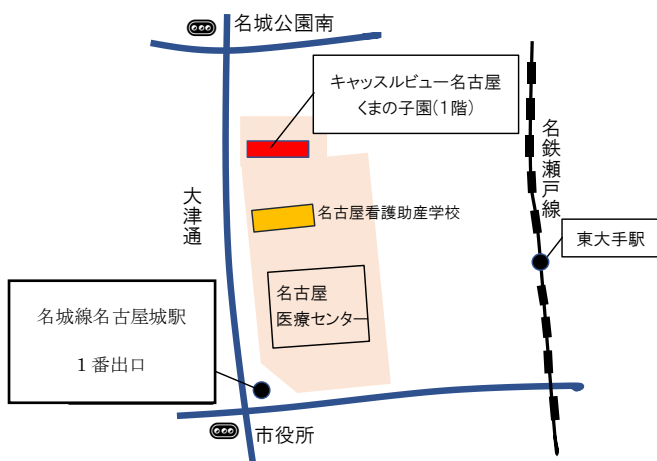 名城公園南
キャッスルビュー名古屋
くまの子園(1階)
名鉄瀬戸線
大津通
名古屋看護助産学校
東大手駅
名古屋
医療センター
名城線名古屋城駅
1番出口
市役所